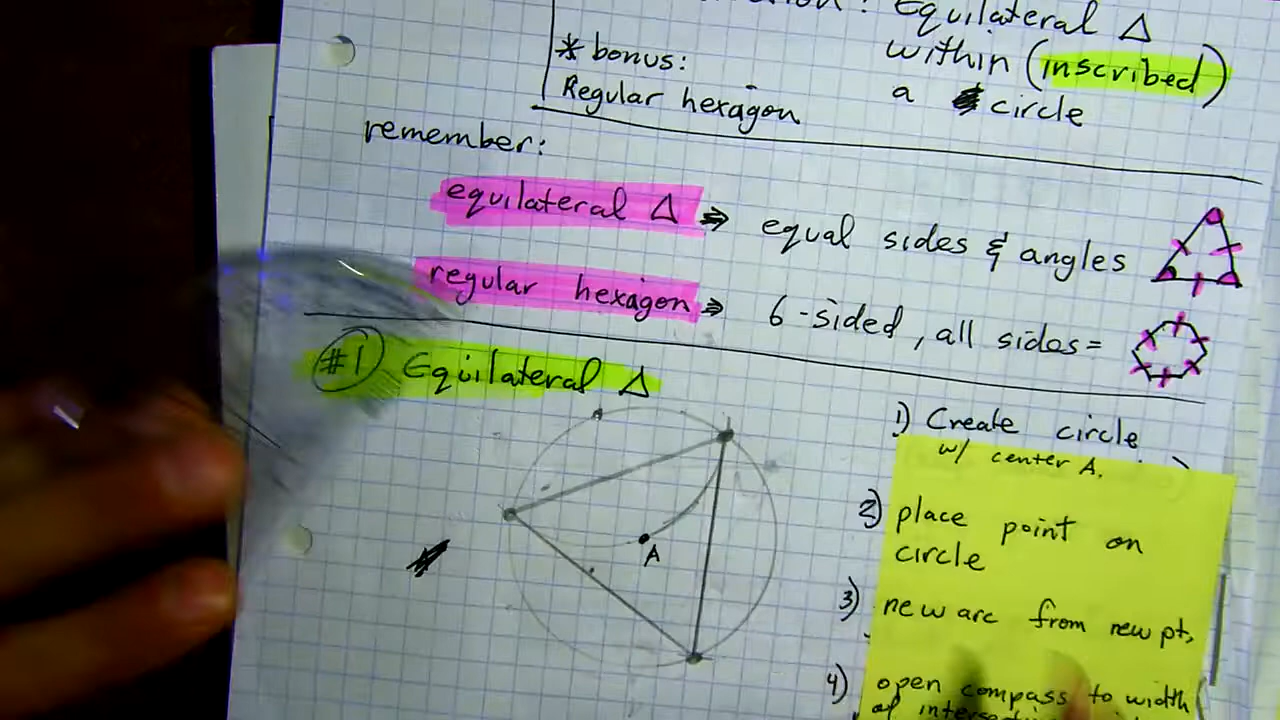 Equilateral Δ
* bonus:
within (inscribed)
Regular hexagon
a circle
remember:
equilateral Δ ⇒ equal sides & angles
regular hexagon ⇒ 6-sided, all sides =
#1 Equilateral Δ
1) Create circle
w/ center A.
2) place point on
circle
A
3) new arc from new pt,
4) open compass to width
of